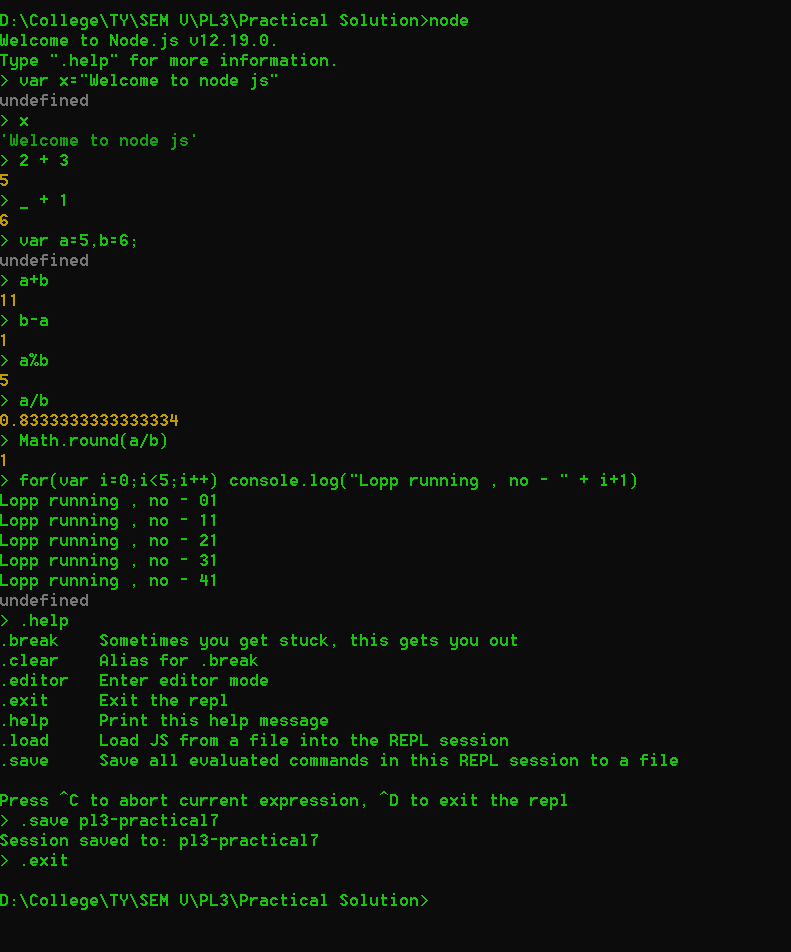 D:\College\TY\SEM V\PL3\Practical Solution>node
Welcome to Node.js v12.19.0.
Type ".help" for more information.
> var x="Welcome to node js"
undefined
> x
'Welcome to node js'
> 2 + 3
5
> _ + 1
6
> var a=5,b=6;
undefined
> a+b
11
> b-a
1
> a%b
5
> a/b
0.8333333333333334
> Math.round(a/b)
1
> for(var i=0;i<5;i++) console.log("Lopp running , no - " + i+1)
Lopp running , no - 01
Lopp running , no - 11
Lopp running , no - 21
Lopp running , no - 31
Lopp running , no - 41
undefined
> .help
.break    Sometimes you get stuck, this gets you out
.clear    Alias for .break
.editor   Enter editor mode
.exit     Exit the repl
.help     Print this help message
.load     Load JS from a file into the REPL session
.save     Save all evaluated commands in this REPL session to a file
Press ^C to abort current expression, ^D to exit the repl
> .save pl3-practical7
Session saved to: pl3-practical7
> .exit
D:\College\TY\SEM V\PL3\Practical Solution>